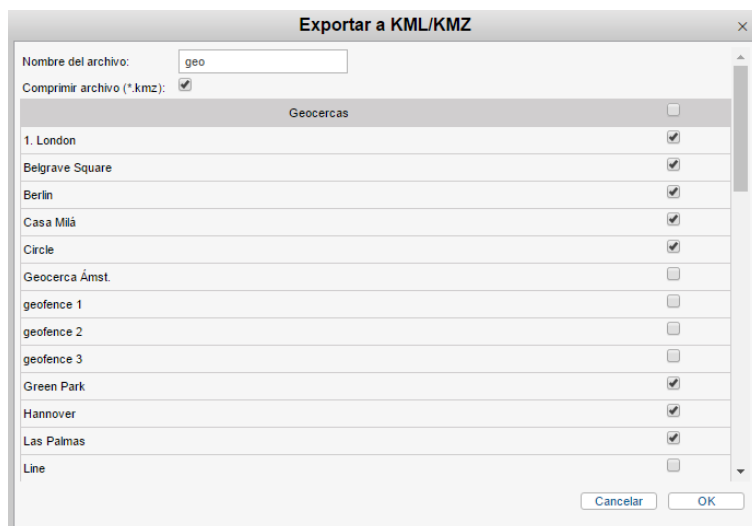 Exportar a KML/KMZ
Nombre del archivo: geo
Comprimir archivo (*.kmz):
Geocercas
1. London
Belgrave Square
Berlin
Casa Milá
Circle
Geocerca Ámst.
geofence 1
geofence 2
geofence 3
Green Park
Hannover
Las Palmas
Line
Cancelar OK